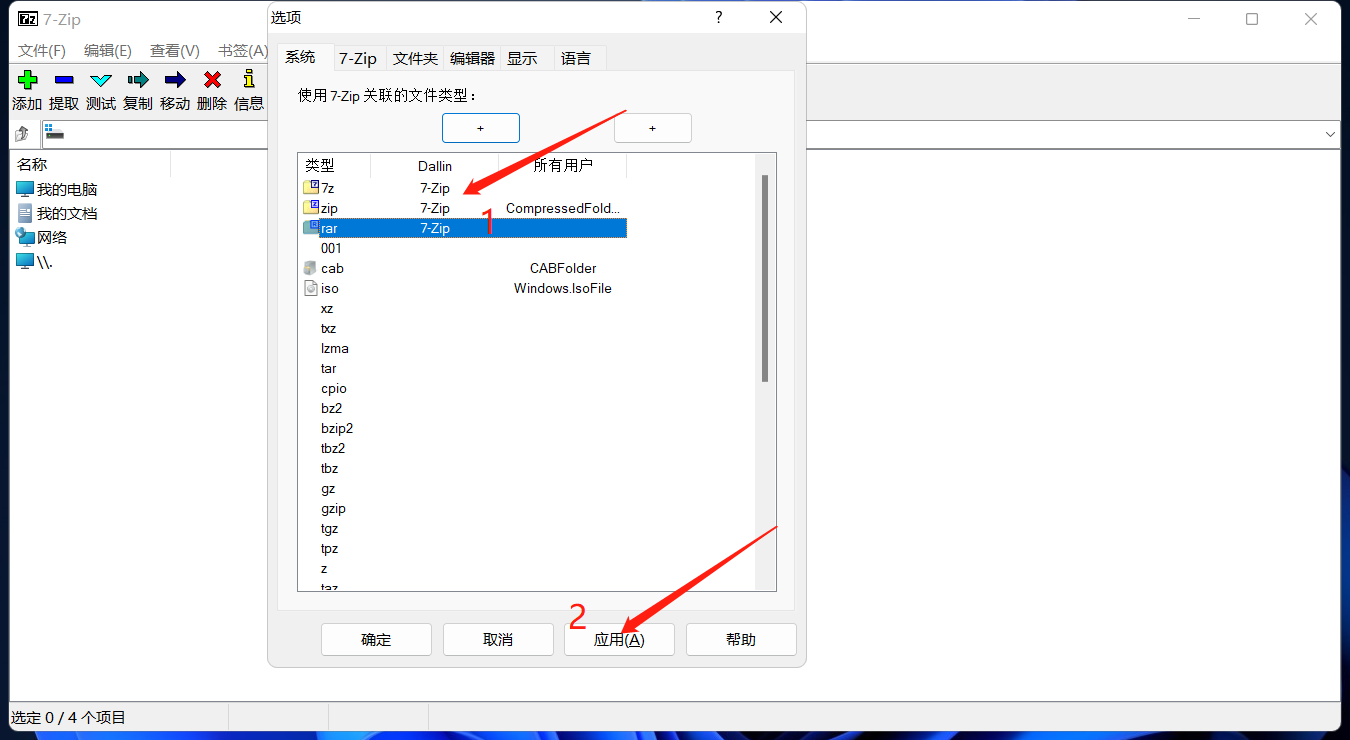 7z 7-Zip
文件(F) 编辑(E) 查看(V) 书签(A)
添加 提取 测试 复制 移动 删除 信息
名称
我的电脑
我的文档
网络
\\.
选定 0 / 4 个项目
选项 ?
系统 7-Zip 文件夹 编辑器 显示 语言
使用 7-Zip 关联的文件类型：
+ +
类型 Dallin 所有用户
7z 7-Zip
zip 7-Zip CompressedFold...
rar 7-Zip
001
cab CABFolder
iso Windows.IsoFile
xz
txz
lzma
tar
cpio
bz2
bzip2
tbz2
tbz
gz
gzip
tgz
tpz
z
taz
1
2
确定 取消 应用(A) 帮助